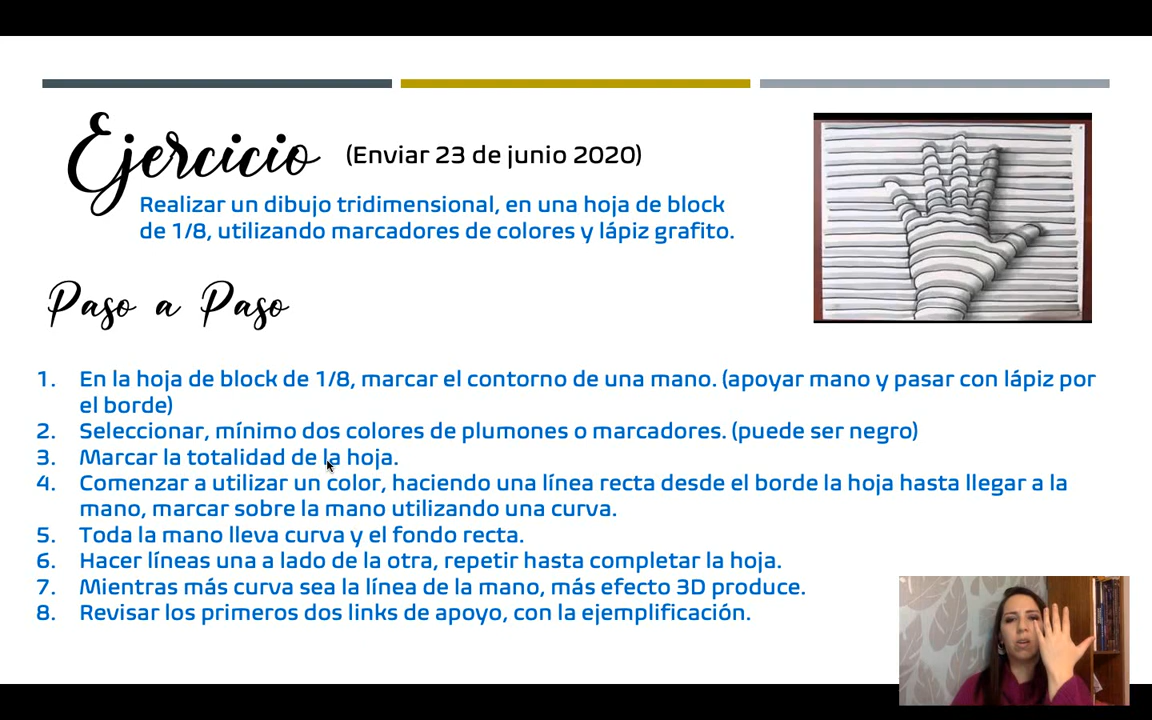 Ejercicio (Enviar 23 de junio 2020)
Realizar un dibujo tridimensional, en una hoja de block
de 1/8, utilizando marcadores de colores y lápiz grafito.
Paso a Paso
1. En la hoja de block de 1/8, marcar el contorno de una mano. (apoyar mano y pasar con lápiz por
el borde)
2. Seleccionar, mínimo dos colores de plumones o marcadores. (puede ser negro)
3. Marcar la totalidad de la hoja.
4. Comenzar a utilizar un color, haciendo una línea recta desde el borde la hoja hasta llegar a la
mano, marcar sobre la mano utilizando una curva.
5. Toda la mano lleva curva y el fondo recta.
6. Hacer líneas una a lado de la otra, repetir hasta completar la hoja.
7. Mientras más curva sea la línea de la mano, más efecto 3D produce.
8. Revisar los primeros dos links de apoyo, con la ejemplificación.